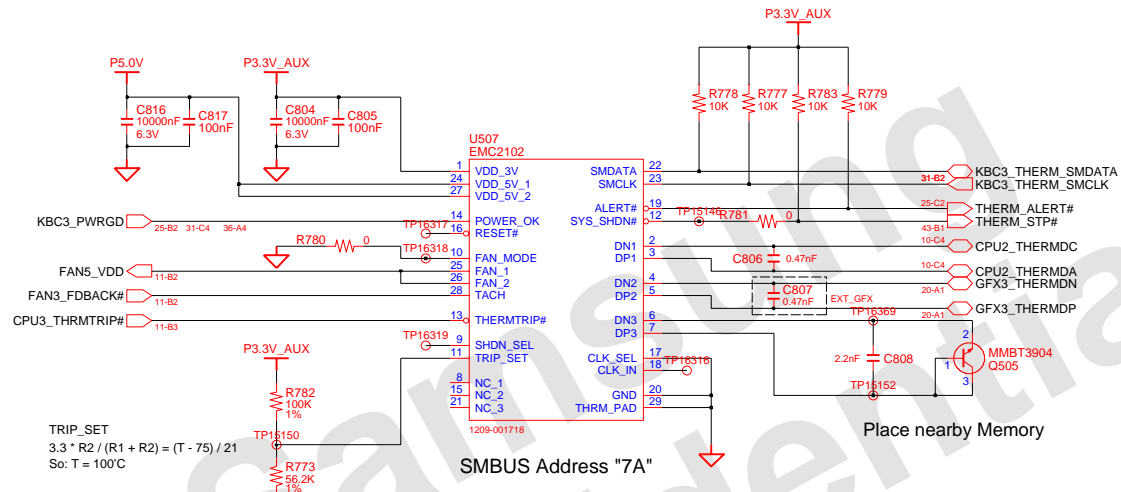 P3.3V_AUX
P5.0V
P3.3V_AUX
C816
10000nF
6.3V
C817
100nF
C804
10000nF
6.3V
C805
100nF
R778
10K
R777
10K
R783
10K
R779
10K
U507
EMC2102
1 VDD_3V
24 VDD_5V_1
27 VDD_5V_2
14 POWER_OK
16 RESET#
10 FAN_MODE
25 FAN_1
26 FAN_2
28 TACH
13 THERMTRIP#
9 SHDN_SEL
11 TRIP_SET
8 NC_1
15 NC_2
21 NC_3
SMDATA 22
SMCLK 23
ALERT# 19
SYS_SHDN# 12
DN1 2
DP1 3
DN2 4
DP2 5
DN3 6
DP3 7
CLK_SEL 17
CLK_IN 18
GND 20
THRM_PAD 29
1209-001718
KBC3_PWRGD
25-B2 31-C4 36-A4
TP16317
R780 0
TP16318
FAN5_VDD
11-B2
FAN3_FDBACK#
11-B2
CPU3_THRMTRIP#
11-B3
TP16319
P3.3V_AUX
R782
100K
1%
TP15150
R773
56.2K
1%
TRIP_SET
3.3 * R2 / (R1 + R2) = (T - 75) / 21
So: T = 100'C
SMBUS Address "7A"
KBC3_THERM_SMDATA
31-B2
KBC3_THERM_SMCLK
25-C2
THERM_ALERT#
TP15146
R781 0
THERM_STP#
43-B1
10-C4
CPU2_THERMDC
C806 0.47nF
10-C4
CPU2_THERMDA
GFX3_THERMDN
20-A1
C807
0.47nF
EXT_GFX
GFX3_THERMDP
20-A1
TP16369
2.2nF C808
TP15152
TP16316
2
1
3
MMBT3904
Q505
Place nearby Memory
Samsung